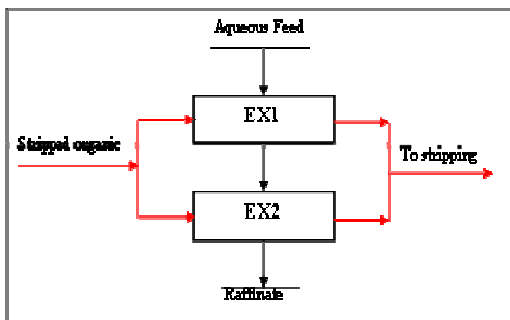 Aqueous Feed
EX1
Stripped organic
To stripping
EX2
Raffinate